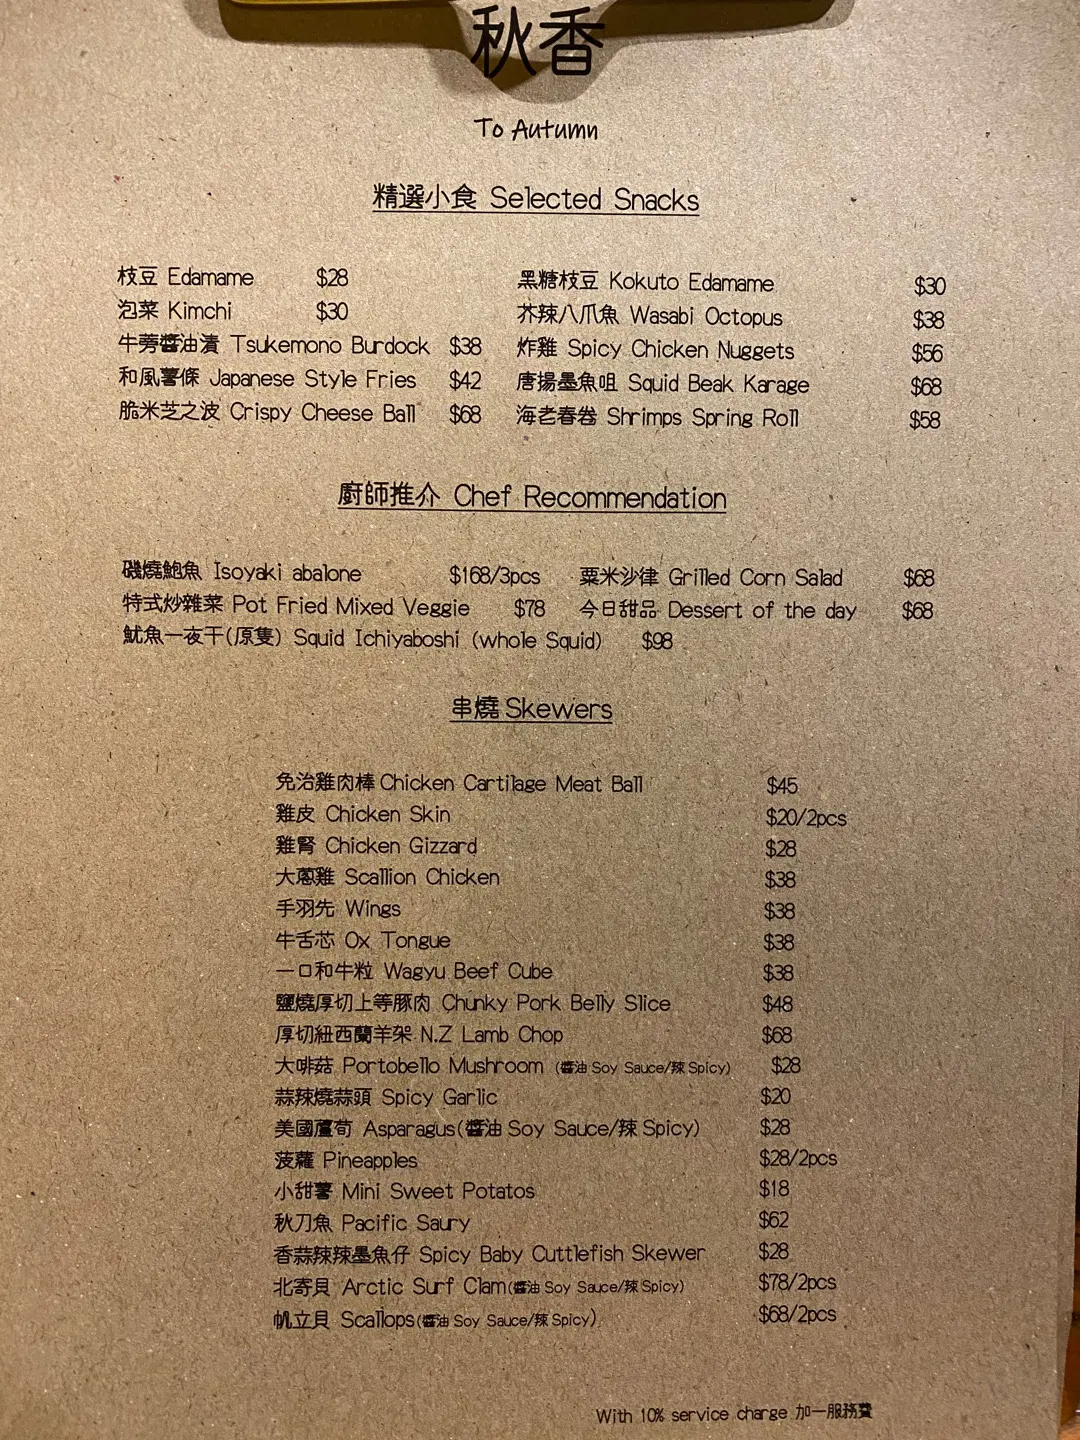 秋香
To Autumn
精選小食 Selected Snacks
枝豆 Edamame $28
泡菜 Kimchi $30
牛蒡醬油漬 Tsukemono Burdock $38
和風薯條 Japanese Style Fries $42
脆米芝之波 Crispy Cheese Ball $68
黑糖枝豆 Kokuto Edamame $30
芥辣八爪魚 Wasabi Octopus $38
炸雞 Spicy Chicken Nuggets $56
唐揚墨魚咀 Squid Beak Karage $68
海老春卷 Shrimps Spring Roll $58
廚師推介 Chef Recommendation
磯燒鮑魚 Isoyaki abalone $168/3pcs
特式炒雜菜 Pot Fried Mixed Veggie $78
魷魚一夜干(原隻) Squid Ichiyaboshi (whole Squid) $98
粟米沙律 Grilled Corn Salad $68
今日甜品 Dessert of the day $68
串燒 Skewers
免治雞肉棒 Chicken Cartilage Meat Ball $45
雞皮 Chicken Skin $20/2pcs
雞腎 Chicken Gizzard $28
大蔥雞 Scallion Chicken $38
手羽先 Wings $38
牛舌芯 Ox Tongue $38
一口和牛粒 Wagyu Beef Cube $38
鹽燒厚切上等豚肉 Chunky Pork Belly Slice $48
厚切紐西蘭羊架 N.Z Lamb Chop $68
大啡菇 Portobello Mushroom (醬油 Soy Sauce/辣 Spicy) $28
蒜辣燒蒜頭 Spicy Garlic $20
美國蘆荀 Asparagus(醬油 Soy Sauce/辣 Spicy) $28
菠蘿 Pineapples $28/2pcs
小甜薯 Mini Sweet Potatos $18
秋刀魚 Pacific Saury $62
香蒜辣辣墨魚仔 Spicy Baby Cuttlefish Skewer $28
北寄貝 Arctic Surf Clam(醬油 Soy Sauce/辣 Spicy) $78/2pcs
帆立貝 Scallops(醬油 Soy Sauce/辣 Spicy) $68/2pcs
With 10% service charge 加一服務費